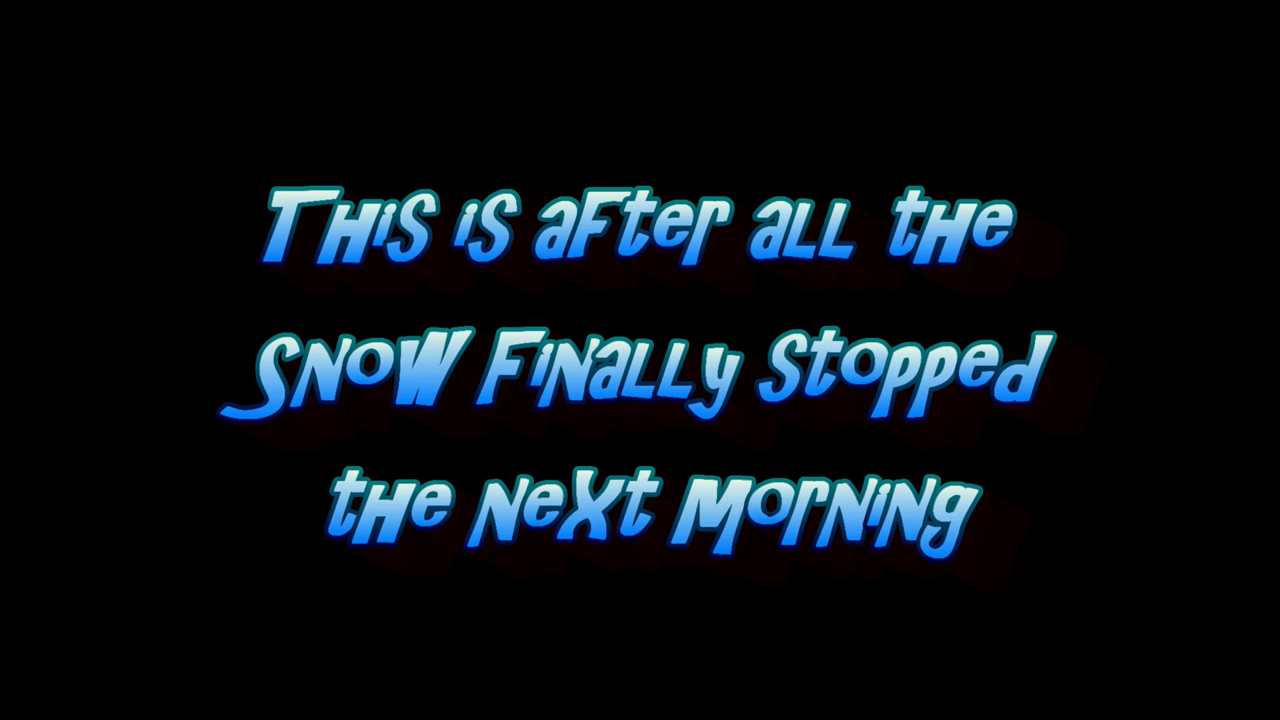 This is after all the
Snow Finally Stopped
the next morning